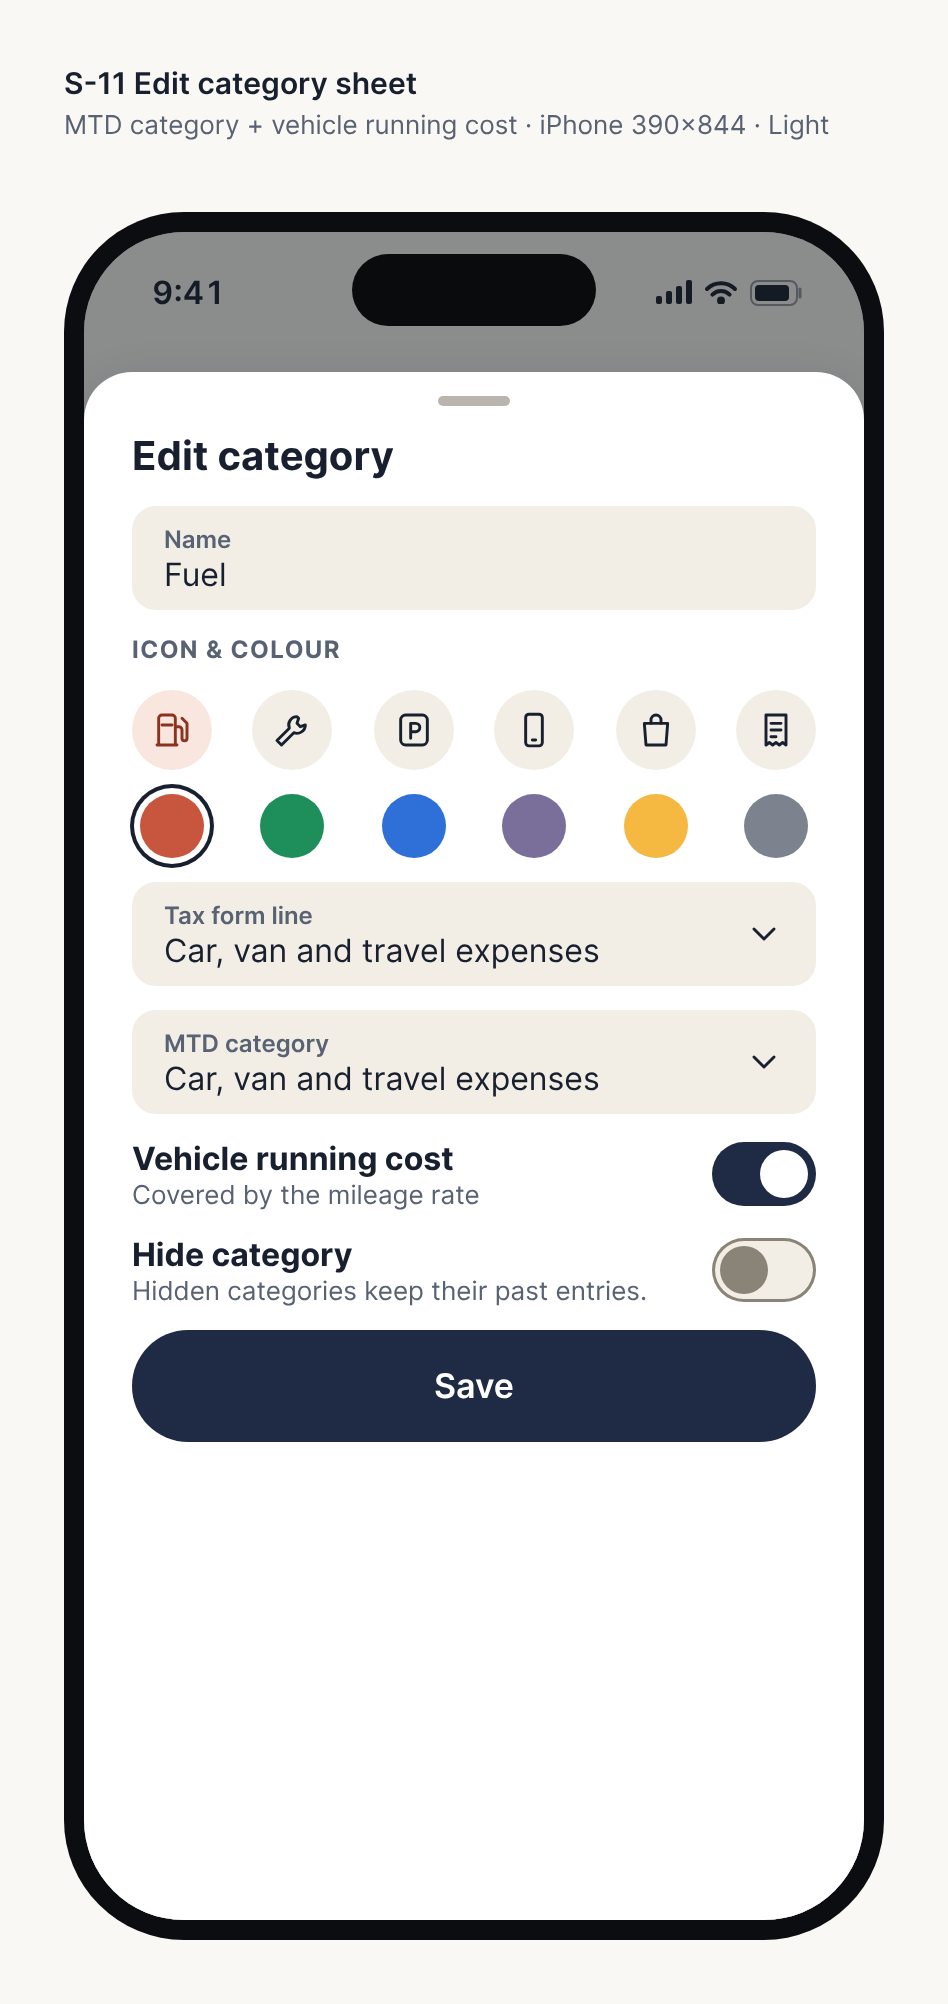 S-11 Edit category sheet
MTD category + vehicle running cost · iPhone 390×844 · Light
9:41
Edit category
Name
Fuel
ICON & COLOUR
P
Tax form line
Car, van and travel expenses
MTD category
Car, van and travel expenses
Vehicle running cost
Covered by the mileage rate
Hide category
Hidden categories keep their past entries.
Save